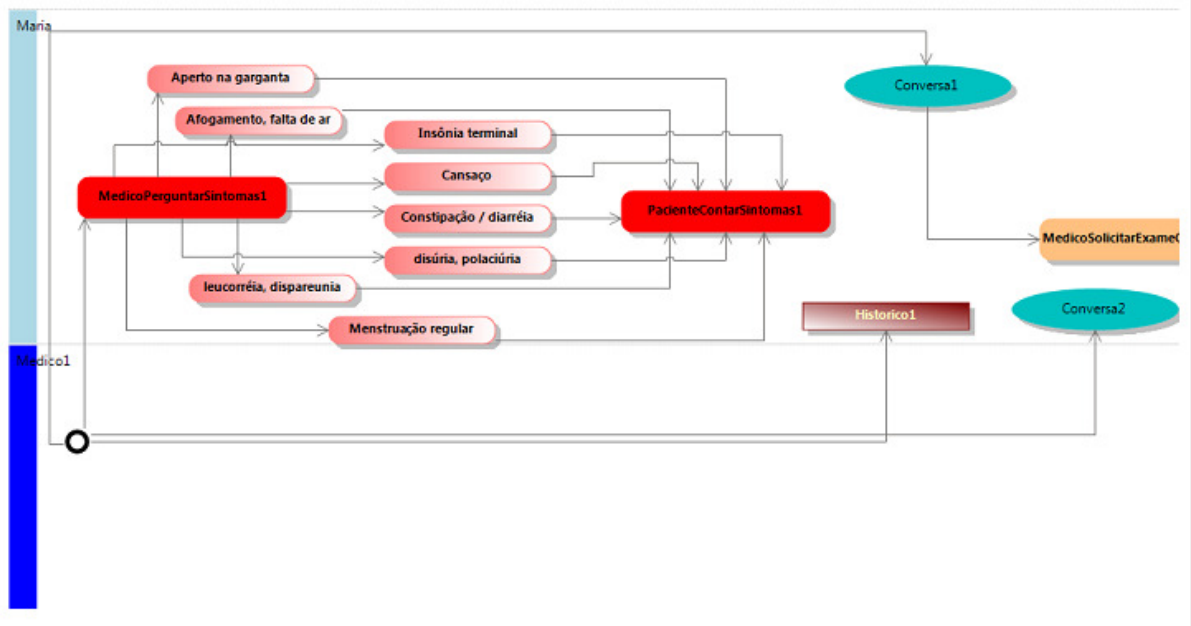 Maria
Aperto na garganta
Conversa1
Afogamento, falta de ar
Insônia terminal
Cansaço
MedicoPerguntarSintomas1
PacienteContarSintomas1
Constipação / diarréia
MedicoSolicitarExame
disúria, polaciúria
leucorréia, dispareunia
Conversa2
Historico1
Menstruação regular
Medico1